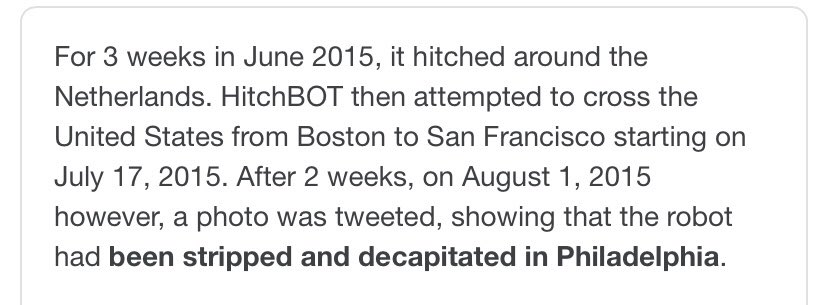 For 3 weeks in June 2015, it hitched around the
Netherlands. HitchBOT then attempted to cross the
United States from Boston to San Francisco starting on
July 17, 2015. After 2 weeks, on August 1, 2015
however, a photo was tweeted, showing that the robot
had been stripped and decapitated in Philadelphia.